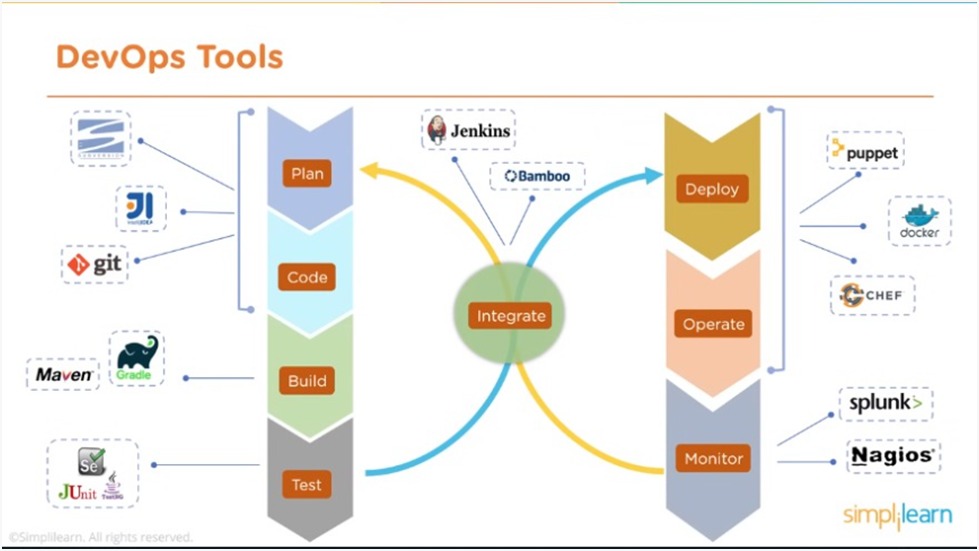 DevOps Tools
SUBVERSION
IntelliJ IDEA
git
Maven
Gradle
Se
JUnit
TestNG
Plan
Code
Build
Test
Jenkins
Bamboo
Integrate
Deploy
Operate
Monitor
puppet
docker
CHEF
splunk>
Nagios®
simplilearn
©Simplilearn. All rights reserved.